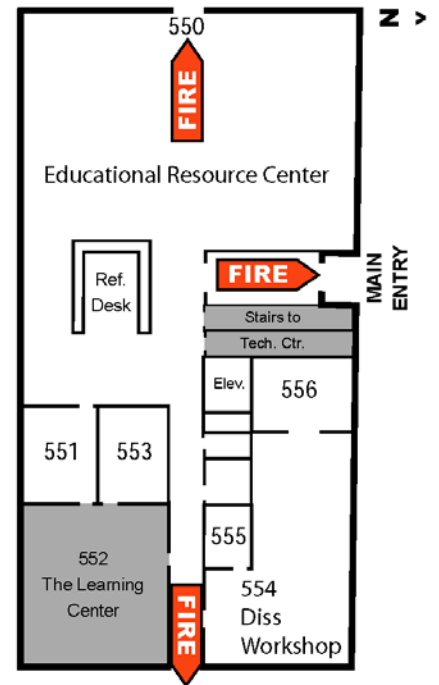 550
N >
FIRE
Educational Resource Center
Ref.
Desk
FIRE
MAIN
ENTRY
Stairs to
Tech. Ctr.
Elev.
556
551
553
555
552
The Learning
Center
554
Diss
Workshop
FIRE